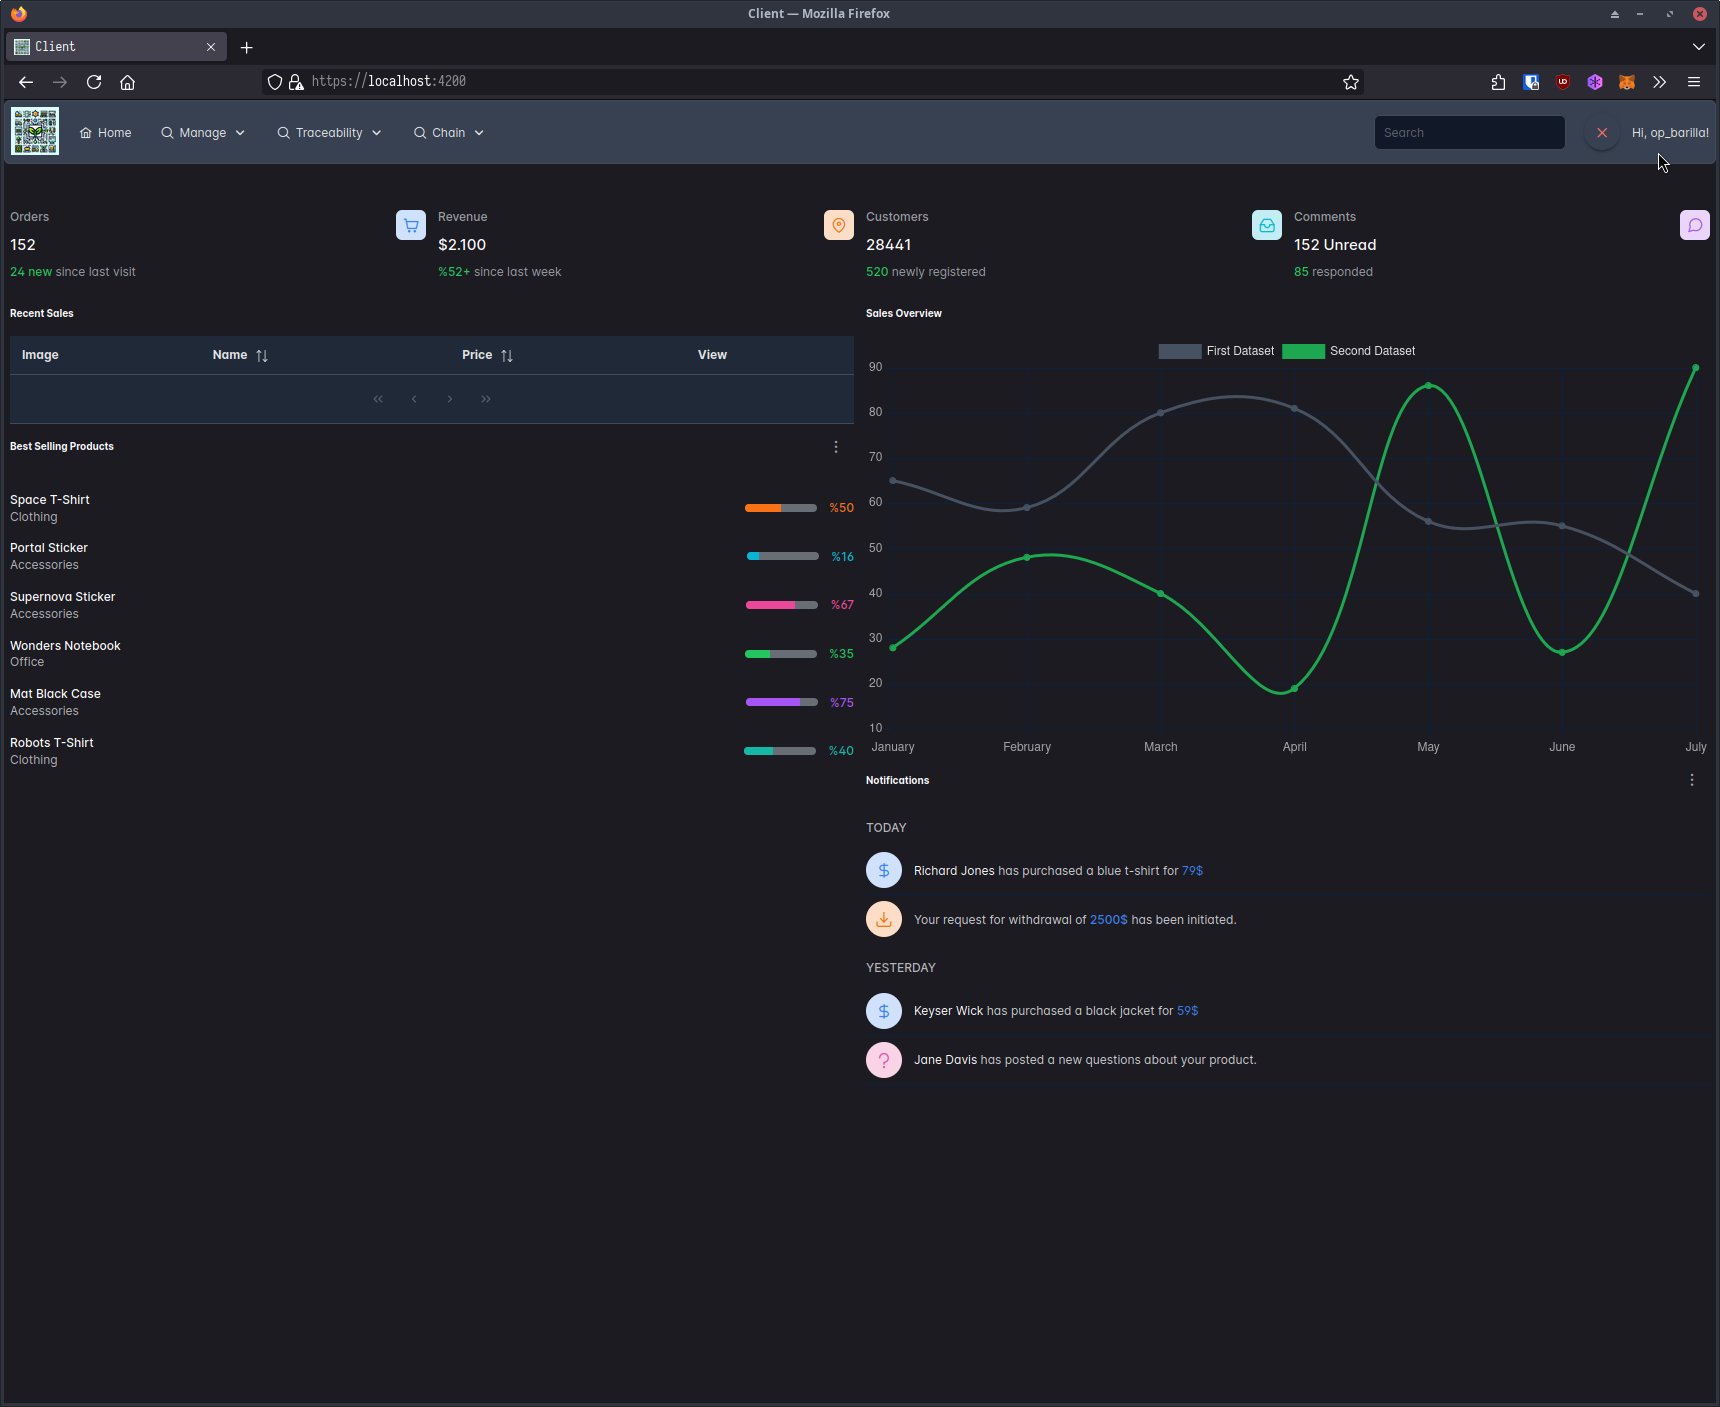 Client — Mozilla Firefox
Client
https://localhost:4200
Home
Manage
Traceability
Chain
Search
Hi, op_barilla!
Orders
152
24 new since last visit
Revenue
$2.100
%52+ since last week
Customers
28441
520 newly registered
Comments
152 Unread
85 responded
Recent Sales
Image Name Price View
Best Selling Products
Space T-Shirt
Clothing
%50
Portal Sticker
Accessories
%16
Supernova Sticker
Accessories
%67
Wonders Notebook
Office
%35
Mat Black Case
Accessories
%75
Robots T-Shirt
Clothing
%40
Sales Overview
First Dataset Second Dataset
90
80
70
60
50
40
30
20
10
January February March April May June July
Notifications
TODAY
Richard Jones has purchased a blue t-shirt for 79$
Your request for withdrawal of 2500$ has been initiated.
YESTERDAY
Keyser Wick has purchased a black jacket for 59$
Jane Davis has posted a new questions about your product.